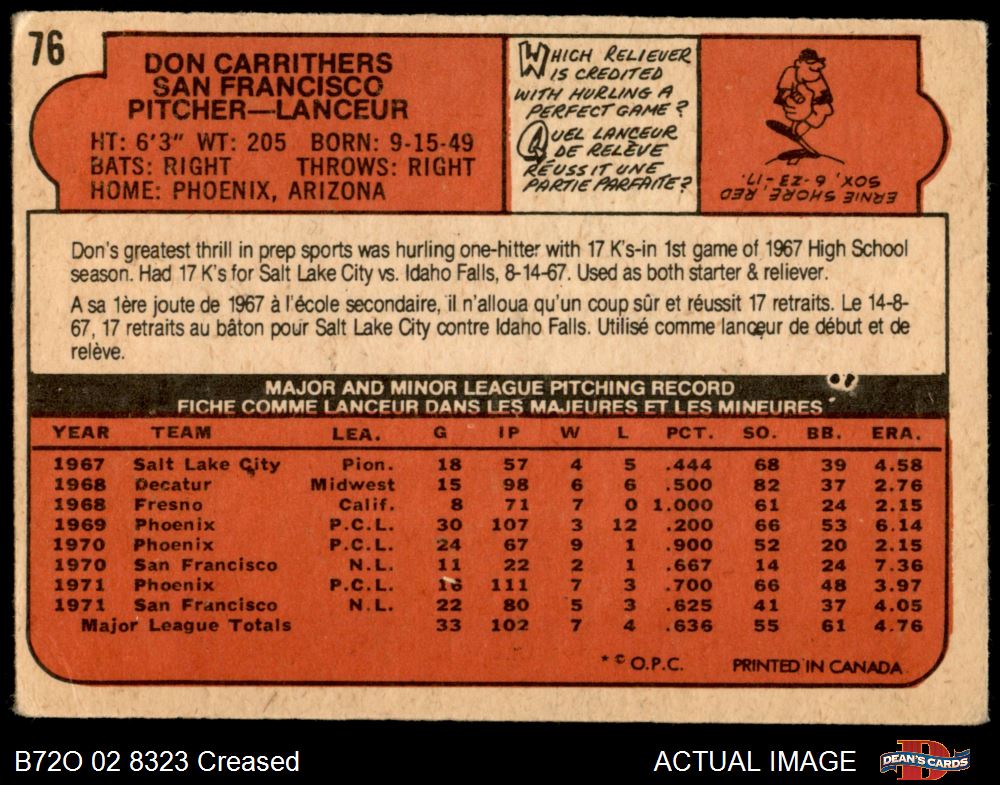 76
DON CARRITHERS
SAN FRANCISCO
PITCHER—LANCEUR
HT: 6'3" WT: 205 BORN: 9-15-49
BATS: RIGHT THROWS: RIGHT
HOME: PHOENIX, ARIZONA
WHICH RELIEVER
IS CREDITED
WITH HURLING A
PERFECT GAME?
QUEL LANCEUR
DE RELÈVE
RÉUSSIT UNE
PARTIE PARFAITE?
ERNIE SHORE, RED
SOX, 6-23-'17.
Don's greatest thrill in prep sports was hurling one-hitter with 17 K's-in 1st game of 1967 High School
season. Had 17 K's for Salt Lake City vs. Idaho Falls, 8-14-67. Used as both starter & reliever.
A sa 1ère joute de 1967 à l'école secondaire, il n'alloua qu'un coup sûr et réussit 17 retraits. Le 14-8-
67, 17 retraits au bâton pour Salt Lake City contre Idaho Falls. Utilisé comme lanceur de début et de
relève.
MAJOR AND MINOR LEAGUE PITCHING RECORD
FICHE COMME LANCEUR DANS LES MAJEURES ET LES MINEURES
YEAR TEAM LEA. G IP W L PCT. SO. BB. ERA.
1967 Salt Lake City Pion. 18 57 4 5 .444 68 39 4.58
1968 Decatur Midwest 15 98 6 6 .500 82 37 2.76
1968 Fresno Calif. 8 71 7 0 1.000 61 24 2.15
1969 Phoenix P.C.L. 30 107 3 12 .200 66 53 6.14
1970 Phoenix P.C.L. 24 67 9 1 .900 52 20 2.15
1970 San Francisco N.L. 11 22 2 1 .667 14 24 7.36
1971 Phoenix P.C.L. 16 111 7 3 .700 66 48 3.97
1971 San Francisco N.L. 22 80 5 3 .625 41 37 4.05
Major League Totals 33 102 7 4 .636 55 61 4.76
* © O.P.C. PRINTED IN CANADA
B72O 02 8323 Creased
ACTUAL IMAGE
D
DEAN'S CARDS